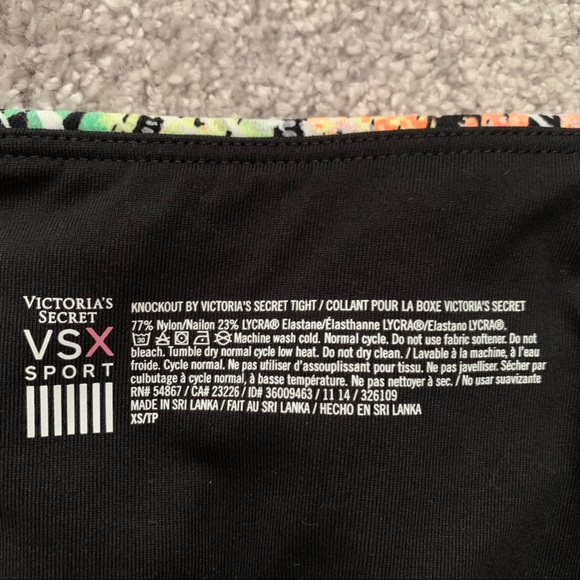 VICTORIA'S
SECRET
VSX
SPORT
KNOCKOUT BY VICTORIA'S SECRET TIGHT / COLLANT POUR LA BOXE VICTORIA'S SECRET
77% Nylon/Nailon 23% LYCRA® Elastane/Élasthanne LYCRA®/Elastano LYCRA®.
30 Machine wash cold. Normal cycle. Do not use fabric softener. Do not
bleach. Tumble dry normal cycle low heat. Do not dry clean. / Lavable à la machine, à l'eau
froide. Cycle normal. Ne pas utiliser d'assouplissant pour tissu. Ne pas javelliser. Sécher par
culbutage à cycle normal, à basse température. Ne pas nettoyer à sec. / No usar suavizante
RN# 54867 / CA# 23226 / ID# 36009463 / 11 14 / 326109
MADE IN SRI LANKA / FAIT AU SRI LANKA / HECHO EN SRI LANKA
XS/TP